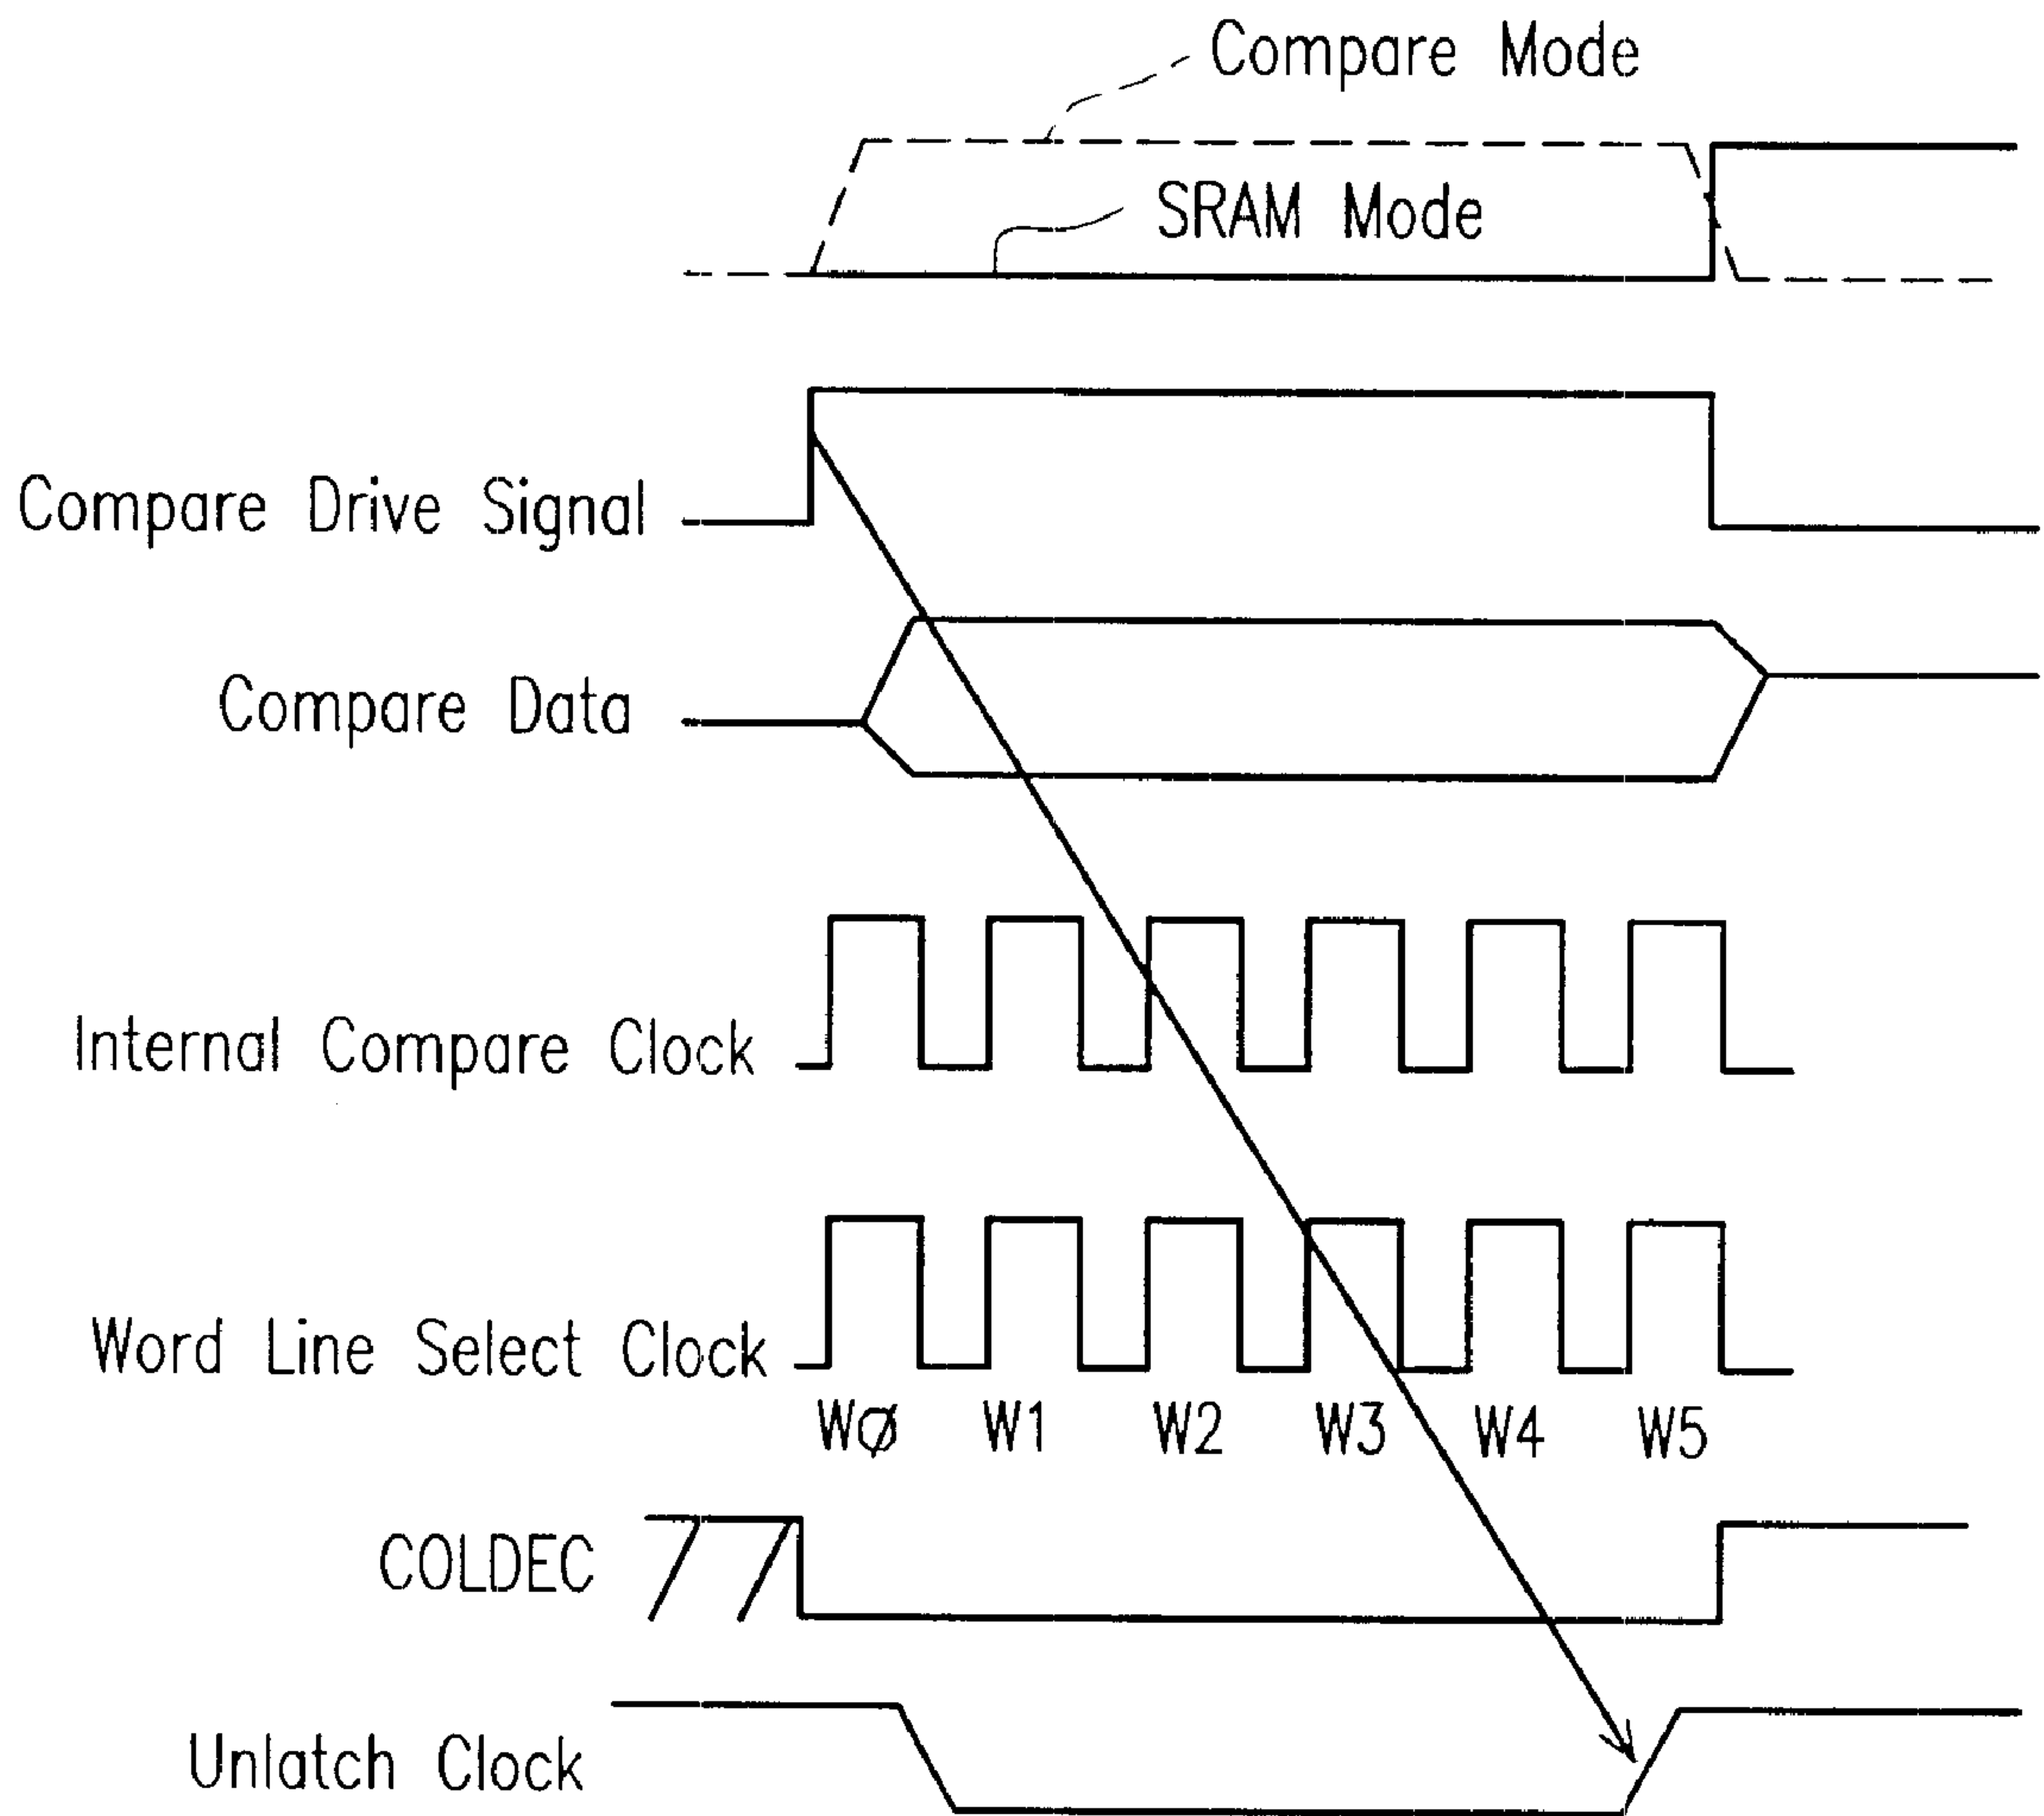 Compare Mode
SRAM Mode
Compare Drive Signal
Compare Data
Internal Compare Clock
Word Line Select Clock
WØ W1 W2 W3 W4 W5
COLDEC
Unlatch Clock